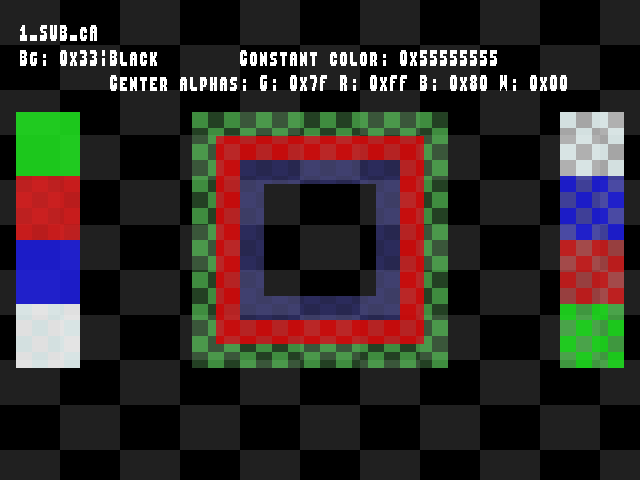 1_SUB_cA
Bg: 0x33¦Black Constant color: 0x55555555
Center alphas: G: 0x7f R: 0xff B: 0x80 W: 0x00